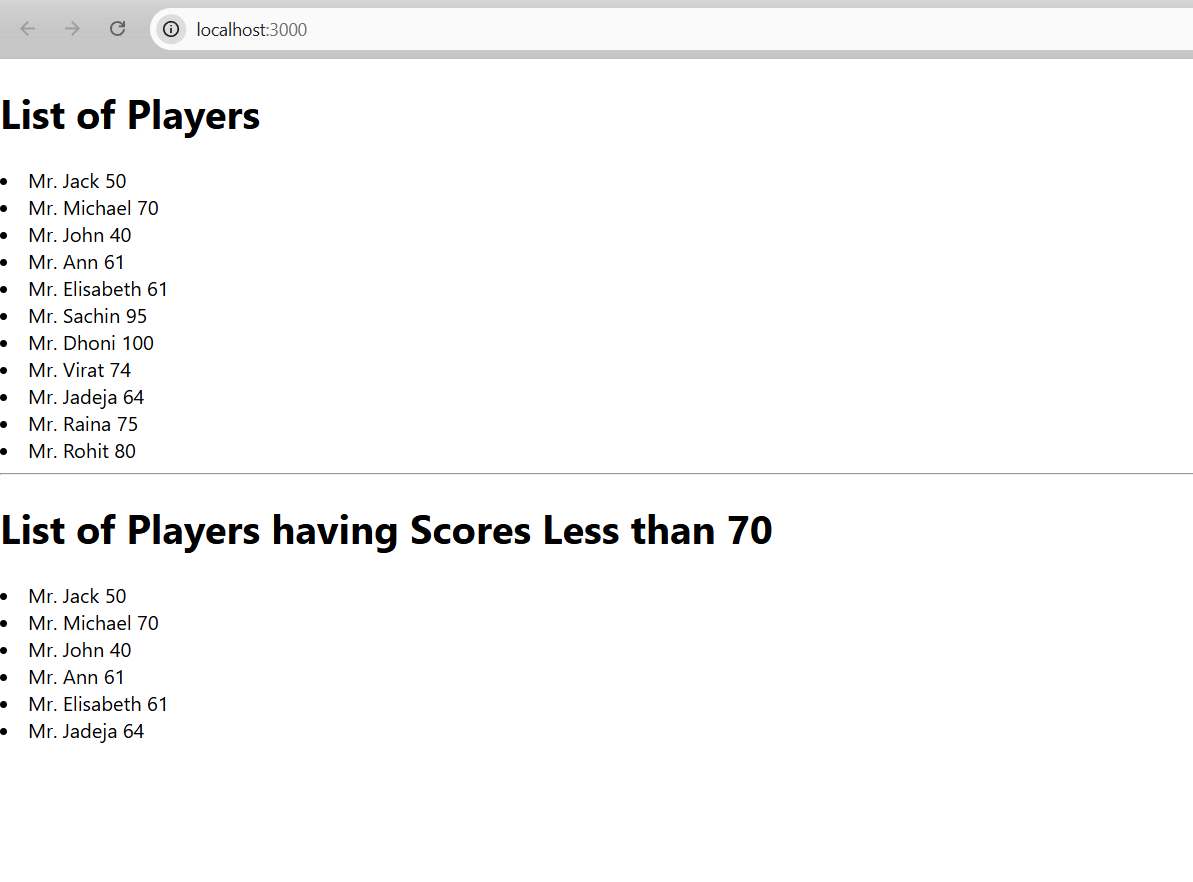 localhost:3000
List of Players
Mr. Jack 50
Mr. Michael 70
Mr. John 40
Mr. Ann 61
Mr. Elisabeth 61
Mr. Sachin 95
Mr. Dhoni 100
Mr. Virat 74
Mr. Jadeja 64
Mr. Raina 75
Mr. Rohit 80
List of Players having Scores Less than 70
Mr. Jack 50
Mr. Michael 70
Mr. John 40
Mr. Ann 61
Mr. Elisabeth 61
Mr. Jadeja 64